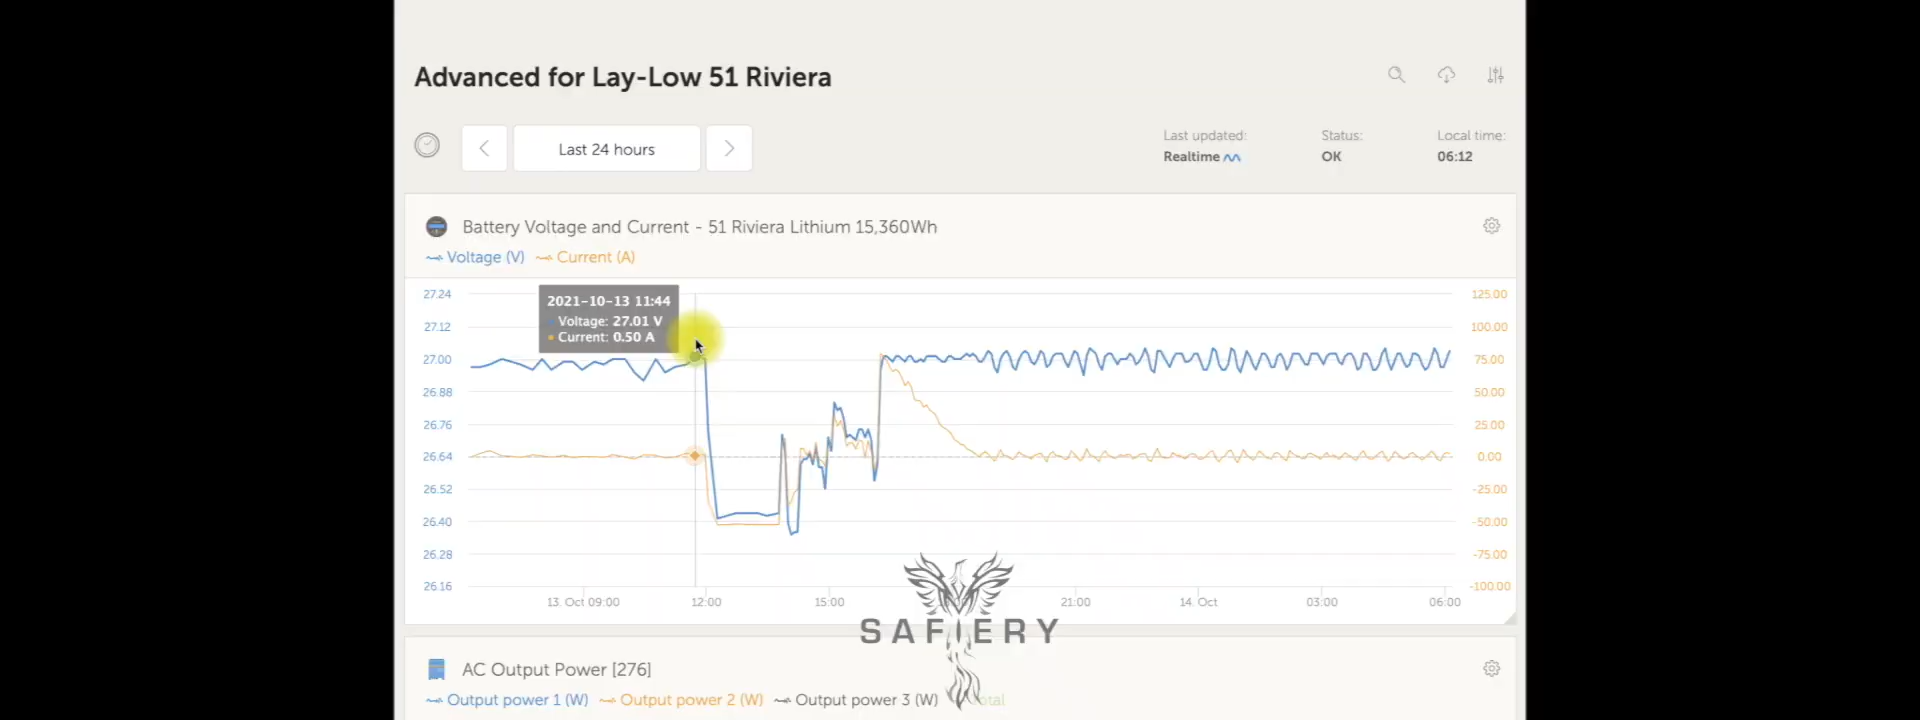 Advanced for Lay-Low 51 Riviera
Last 24 hours
Last updated:
Realtime
Status:
OK
Local time:
06:12
Battery Voltage and Current - 51 Riviera Lithium 15,360Wh
Voltage (V) Current (A)
2021-10-13 11:44
Voltage: 27.01 V
Current: 0.50 A
27.24
27.12
27.00
26.88
26.76
26.64
26.52
26.40
26.28
26.16
125.00
100.00
75.00
50.00
25.00
0.00
-25.00
-50.00
-75.00
-100.00
13. Oct 09:00 12:00 15:00 21:00 14. Oct 03:00 06:00
SAFIERY
AC Output Power [276]
Output power 1 (W) Output power 2 (W) Output power 3 (W)